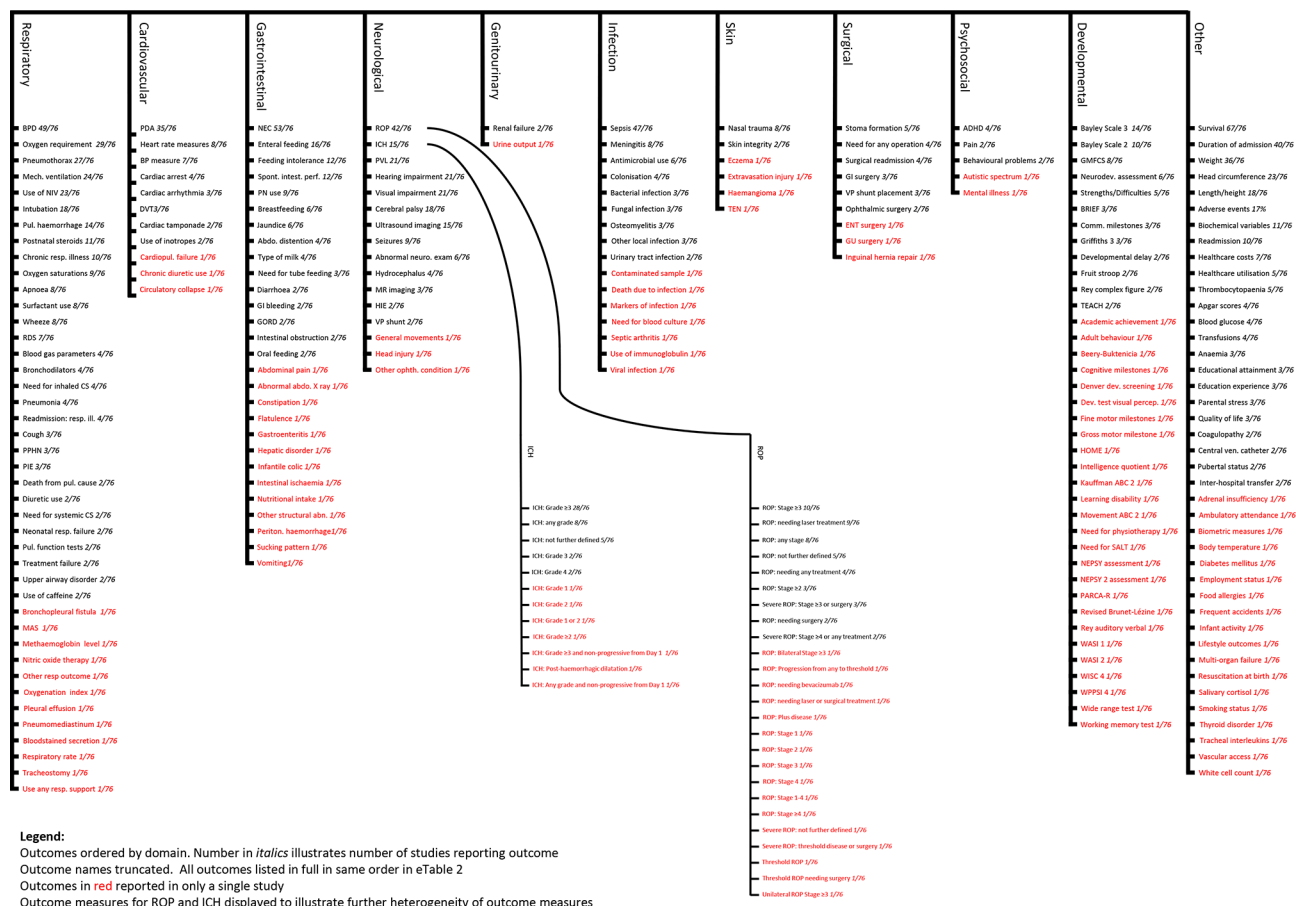 Respiratory
BPD 49/76
Oxygen requirement 29/76
Pneumothorax 27/76
Mech. ventilation 24/76
Use of NIV 23/76
Intubation 18/76
Pul. haemorrhage 14/76
Postnatal steroids 11/76
Chronic resp. illness 10/76
Oxygen saturations 9/76
Apnoea 8/76
Surfactant use 8/76
Wheeze 8/76
RDS 7/76
Blood gas parameters 4/76
Bronchodilators 4/76
Need for inhaled CS 4/76
Pneumonia 4/76
Readmission: resp. ill. 4/76
Cough 3/76
PPHN 3/76
PIE 3/76
Death from pul. cause 2/76
Diuretic use 2/76
Need for systemic CS 2/76
Neonatal resp. failure 2/76
Pul. function tests 2/76
Treatment failure 2/76
Upper airway disorder 2/76
Use of caffeine 2/76
Bronchopleural fistula 1/76
MAS 1/76
Methaemoglobin level 1/76
Nitric oxide therapy 1/76
Other resp outcome 1/76
Oxygenation index 1/76
Pleural effusion 1/76
Pneumomediastinum 1/76
Bloodstained secretion 1/76
Respiratory rate 1/76
Tracheostomy 1/76
Use any resp. support 1/76
Cardiovascular
PDA 35/76
Heart rate measures 8/76
BP measure 7/76
Cardiac arrest 4/76
Cardiac arrhythmia 3/76
DVT3/76
Cardiac tamponade 2/76
Use of inotropes 2/76
Cardiopul. failure 1/76
Chronic diuretic use 1/76
Circulatory collapse 1/76
Gastrointestinal
NEC 53/76
Enteral feeding 16/76
Feeding intolerance 12/76
Spont. intest. perf. 12/76
PN use 9/76
Breastfeeding 6/76
Jaundice 6/76
Abdo. distention 4/76
Type of milk 4/76
Need for tube feeding 3/76
Diarrhoea 2/76
GI bleeding 2/76
GORD 2/76
Intestinal obstruction 2/76
Oral feeding 2/76
Abdominal pain 1/76
Abnormal abdo. X ray 1/76
Constipation 1/76
Flatulence 1/76
Gastroenteritis 1/76
Hepatic disorder 1/76
Infantile colic 1/76
Intestinal ischaemia 1/76
Nutritional intake 1/76
Other structural abn. 1/76
Periton. haemorrhage1/76
Sucking pattern 1/76
Vomiting1/76
Neurological
ROP 42/76
ICH 15/76
PVL 21/76
Hearing impairment 21/76
Visual impairment 21/76
Cerebral palsy 18/76
Ultrasound imaging 15/76
Seizures 9/76
Abnormal neuro. exam 6/76
Hydrocephalus 4/76
MR imaging 3/76
HIE 2/76
VP shunt 2/76
General movements 1/76
Head injury 1/76
Other ophth. condition 1/76
Genitourinary
Renal failure 2/76
Urine output 1/76
Infection
Sepsis 47/76
Meningitis 8/76
Antimicrobial use 6/76
Colonisation 4/76
Bacterial infection 3/76
Fungal infection 3/76
Osteomyelitis 3/76
Other local infection 3/76
Urinary tract infection 2/76
Contaminated sample 1/76
Death due to infection 1/76
Markers of infection 1/76
Need for blood culture 1/76
Septic arthritis 1/76
Use of immunoglobulin 1/76
Viral infection 1/76
Skin
Nasal trauma 8/76
Skin integrity 2/76
Eczema 1/76
Extravasation injury 1/76
Haemangioma 1/76
TEN 1/76
Surgical
Stoma formation 5/76
Need for any operation 4/76
Surgical readmission 4/76
GI surgery 3/76
VP shunt placement 3/76
Ophthalmic surgery 2/76
ENT surgery 1/76
GU surgery 1/76
Inguinal hernia repair 1/76
Psychosocial
ADHD 4/76
Pain 2/76
Behavioural problems 2/76
Autistic spectrum 1/76
Mental illness 1/76
Developmental
Bayley Scale 3 14/76
Bayley Scale 2 10/76
GMFCS 8/76
Neurodev. assessment 6/76
Strengths/Difficulties 5/76
BRIEF 3/76
Comm. milestones 3/76
Griffiths 3 3/76
Developmental delay 2/76
Fruit stroop 2/76
Rey complex figure 2/76
TEACH 2/76
Academic achievement 1/76
Adult behaviour 1/76
Beery-Buktenicia 1/76
Cognitive milestones 1/76
Denver dev. screening 1/76
Dev. test visual percep. 1/76
Fine motor milestones 1/76
Gross motor milestone 1/76
HOME 1/76
Intelligence quotient 1/76
Kauffman ABC 2 1/76
Learning disability 1/76
Movement ABC 2 1/76
Need for physiotherapy 1/76
Need for SALT 1/76
NEPSY assessment 1/76
NEPSY 2 assessment 1/76
PARCA-R 1/76
Revised Brunet-Lézine 1/76
Rey auditory verbal 1/76
WASI 1 1/76
WASI 2 1/76
WISC 4 1/76
WPPSI 4 1/76
Wide range test 1/76
Working memory test 1/76
Other
Survival 67/76
Duration of admission 40/76
Weight 36/76
Head circumference 23/76
Length/height 18/76
Adverse events 17%
Biochemical variables 11/76
Readmission 10/76
Healthcare costs 7/76
Healthcare utilisation 5/76
Thrombocytopaenia 5/76
Apgar scores 4/76
Blood glucose 4/76
Transfusions 4/76
Anaemia 3/76
Educational attainment 3/76
Education experience 3/76
Parental stress 3/76
Quality of life 3/76
Coagulopathy 2/76
Central ven. catheter 2/76
Pubertal status 2/76
Inter-hospital transfer 2/76
Adrenal insufficiency 1/76
Ambulatory attendance 1/76
Biometric measures 1/76
Body temperature 1/76
Diabetes mellitus 1/76
Employment status 1/76
Food allergies 1/76
Frequent accidents 1/76
Infant activity 1/76
Lifestyle outcomes 1/76
Multi-organ failure 1/76
Resuscitation at birth 1/76
Salivary cortisol 1/76
Smoking status 1/76
Thyroid disorder 1/76
Tracheal interleukins 1/76
Vascular access 1/76
White cell count 1/76
ICH
ICH: Grade ≥3 28/76
ICH: any grade 8/76
ICH: not further defined 5/76
ICH: Grade 3 2/76
ICH: Grade 4 2/76
ICH: Grade 1 1/76
ICH: Grade 2 1/76
ICH: Grade 1 or 2 1/76
ICH: Grade ≥2 1/76
ICH: Grade ≥3 and non-progressive from Day 1 1/76
ICH: Post-haemorrhagic dilatation 1/76
ICH: Any grade and non-progressive from Day 1 1/76
ROP
ROP: Stage ≥3 10/76
ROP: needing laser treatment 9/76
ROP: any stage 8/76
ROP: not further defined 5/76
ROP: needing any treatment 4/76
ROP: Stage ≥2 3/76
Severe ROP: Stage ≥3 or surgery 3/76
ROP: needing surgery 2/76
Severe ROP: Stage ≥4 or any treatment 2/76
ROP: Bilateral Stage ≥3 1/76
ROP: Progression from any to threshold 1/76
ROP: needing bevacizumab 1/76
ROP: needing laser or surgical treatment 1/76
ROP: Plus disease 1/76
ROP: Stage 1 1/76
ROP: Stage 2 1/76
ROP: Stage 3 1/76
ROP: Stage 4 1/76
ROP: Stage 1-4 1/76
ROP: Stage ≥4 1/76
Severe ROP: not further defined 1/76
Severe ROP: threshold disease or surgery 1/76
Threshold ROP 1/76
Threshold ROP needing surgery 1/76
Unilateral ROP Stage ≥3 1/76
Legend:
Outcomes ordered by domain. Number in italics illustrates number of studies reporting outcome
Outcome names truncated. All outcomes listed in full in same order in eTable 2
Outcomes in red reported in only a single study
Outcome measures for ROP and ICH displayed to illustrate further heterogeneity of outcome measures